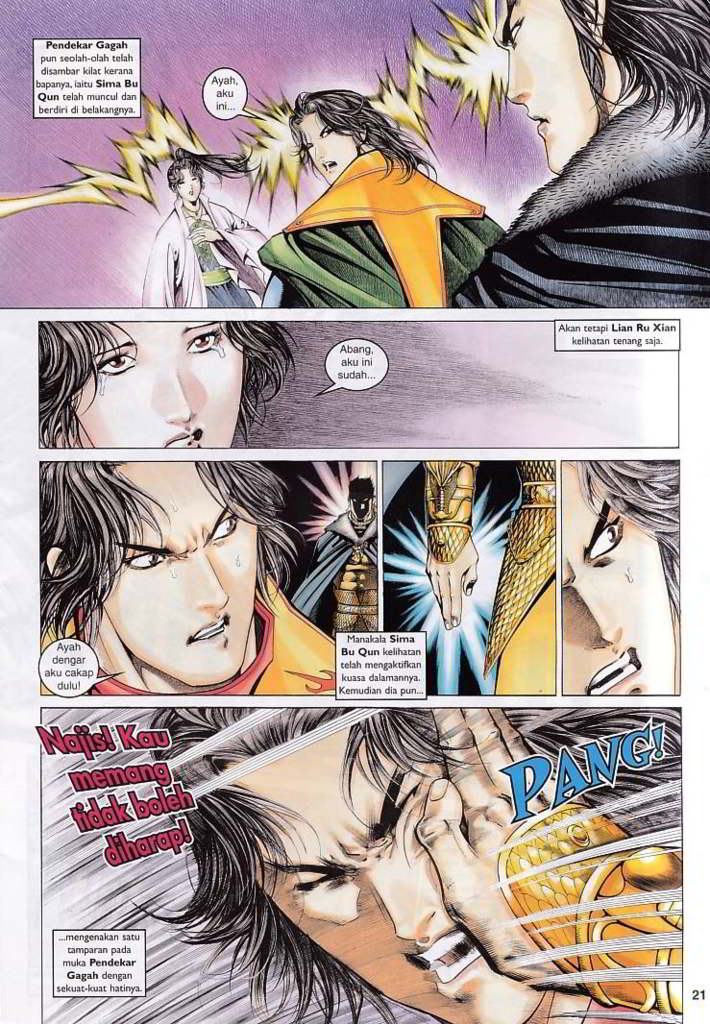 Pendekar Gagah
pun seolah-olah telah
disambar kilat kerana
bapanya, iaitu Sima Bu
Qun telah muncul dan
berdiri di belakangnya.
Ayah,
aku
ini...
Akan tetapi Lian Ru Xian
kelihatan tenang saja.
Abang,
aku ini
sudah...
Ayah
dengar
aku cakap
dulu!
Manakala Sima
Bu Qun kelihatan
telah mengaktifkan
kuasa dalamannya.
Kemudian dia pun...
Najis! Kau
memang
tidak boleh
diharap!
PANG!
...mengenakan satu
tamparan pada
muka Pendekar
Gagah dengan
sekuat-kuat hatinya.
21